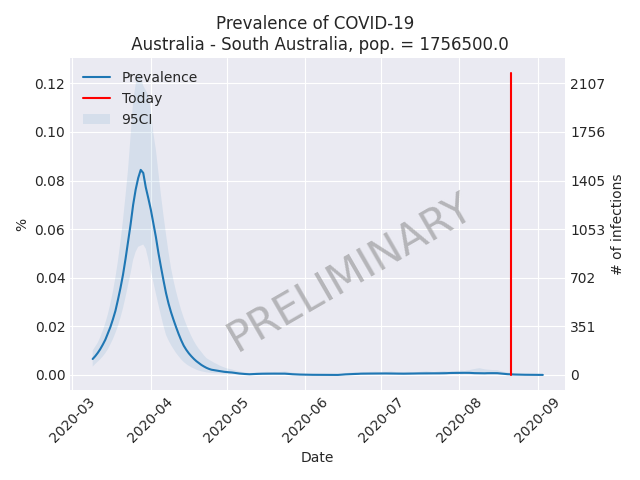 Prevalence of COVID-19
Australia - South Australia, pop. = 1756500.0
Prevalence
Today
95CI
0.12
0.10
0.08
0.06
0.04
0.02
0.00
%
2107
1756
1405
1053
702
351
0
# of infections
PRELIMINARY
2020-03
2020-04
2020-05
2020-06
2020-07
2020-08
2020-09
Date